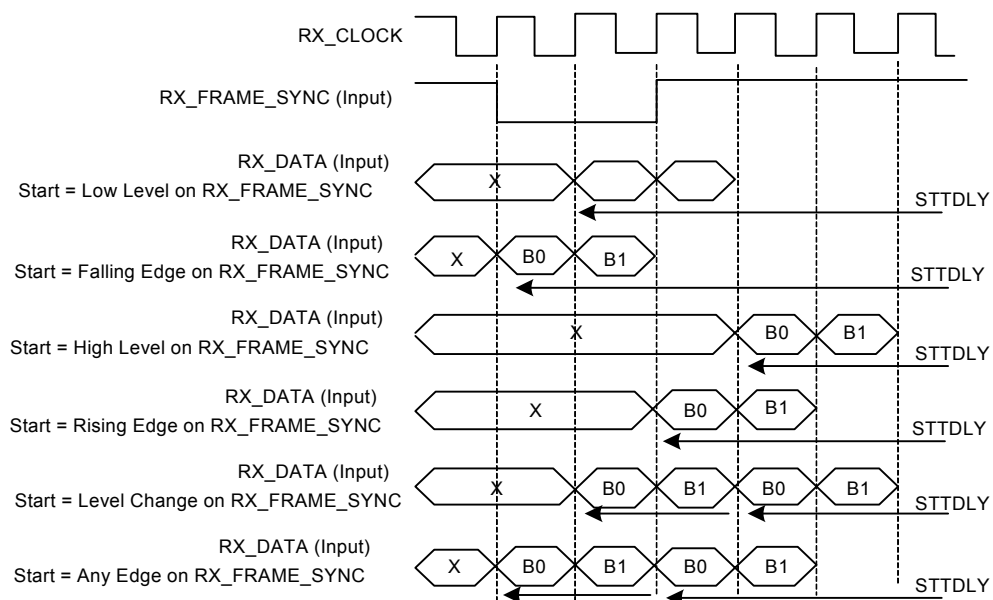 RX_CLOCK
RX_FRAME_SYNC (Input)
RX_DATA (Input)
Start = Low Level on RX_FRAME_SYNC
X
STTDLY
RX_DATA (Input)
Start = Falling Edge on RX_FRAME_SYNC
X B0 B1
STTDLY
RX_DATA (Input)
Start = High Level on RX_FRAME_SYNC
X B0 B1
STTDLY
RX_DATA (Input)
Start = Rising Edge on RX_FRAME_SYNC
X B0 B1
STTDLY
RX_DATA (Input)
Start = Level Change on RX_FRAME_SYNC
X B0 B1 B0 B1
STTDLY
RX_DATA (Input)
Start = Any Edge on RX_FRAME_SYNC
X B0 B1 B0 B1
STTDLY